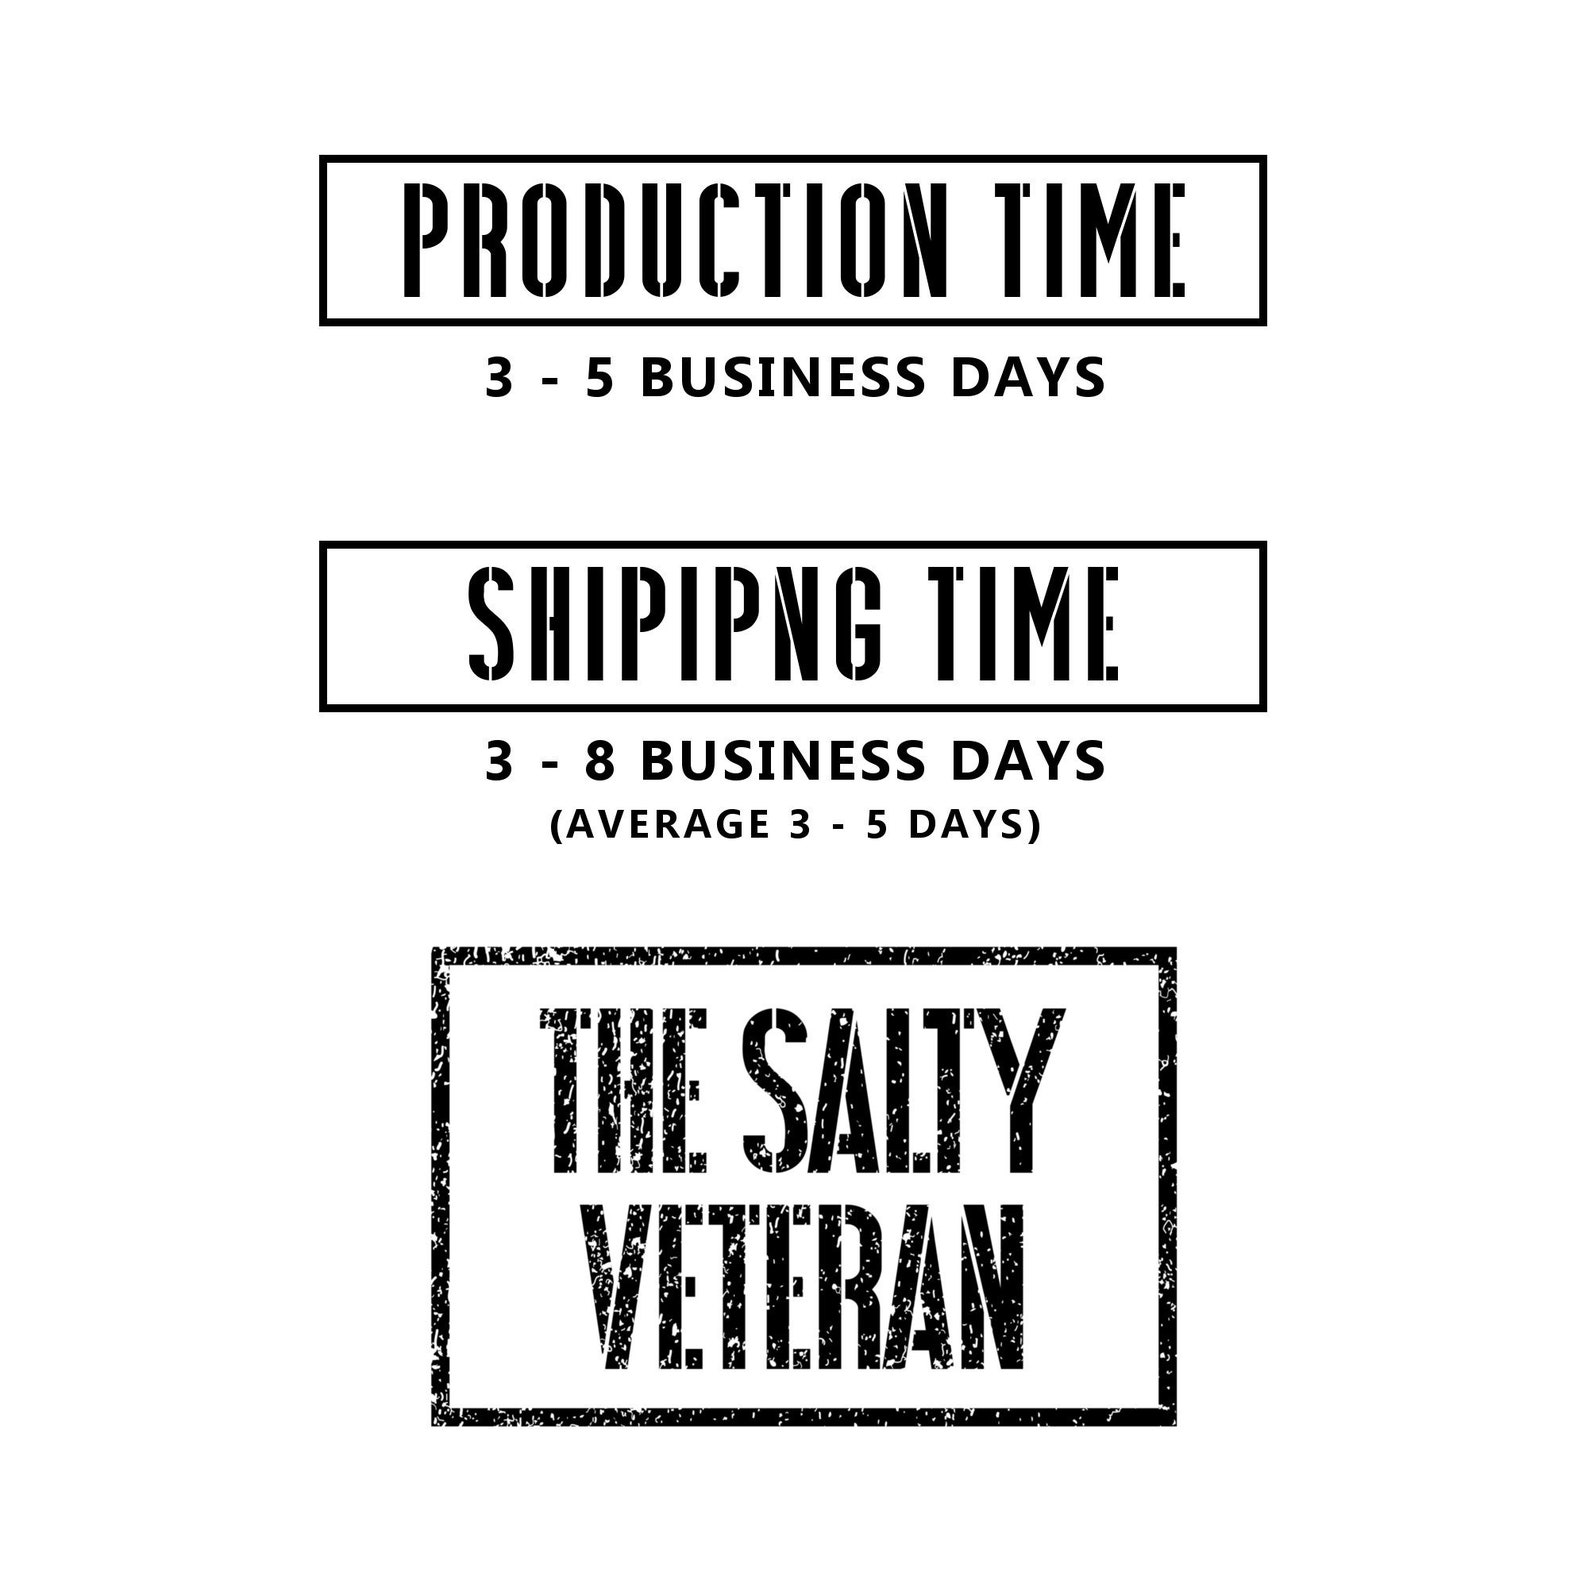 PRODUCTION TIME
3 - 5 BUSINESS DAYS
SHIPIPNG TIME
3 - 8 BUSINESS DAYS
(AVERAGE 3 - 5 DAYS)
THE SALTY
VETERAN